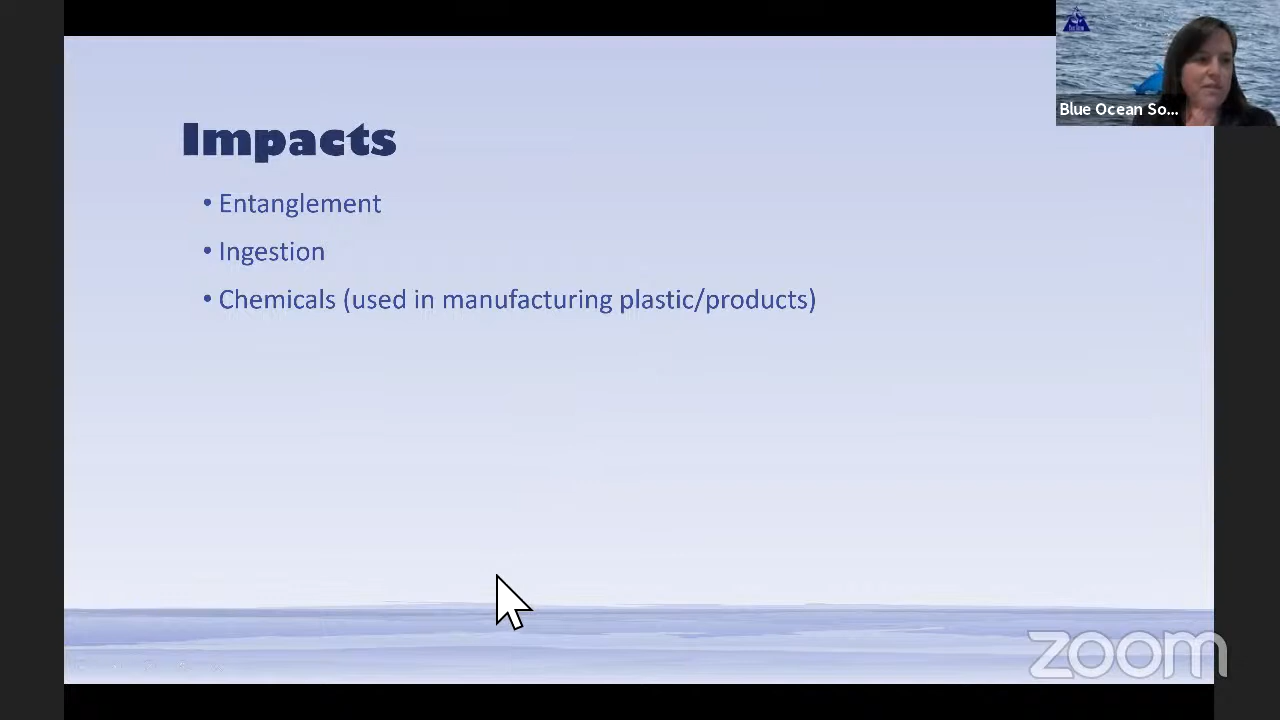 Impacts
• Entanglement
• Ingestion
• Chemicals (used in manufacturing plastic/products)
Blue Ocean So...
zoom